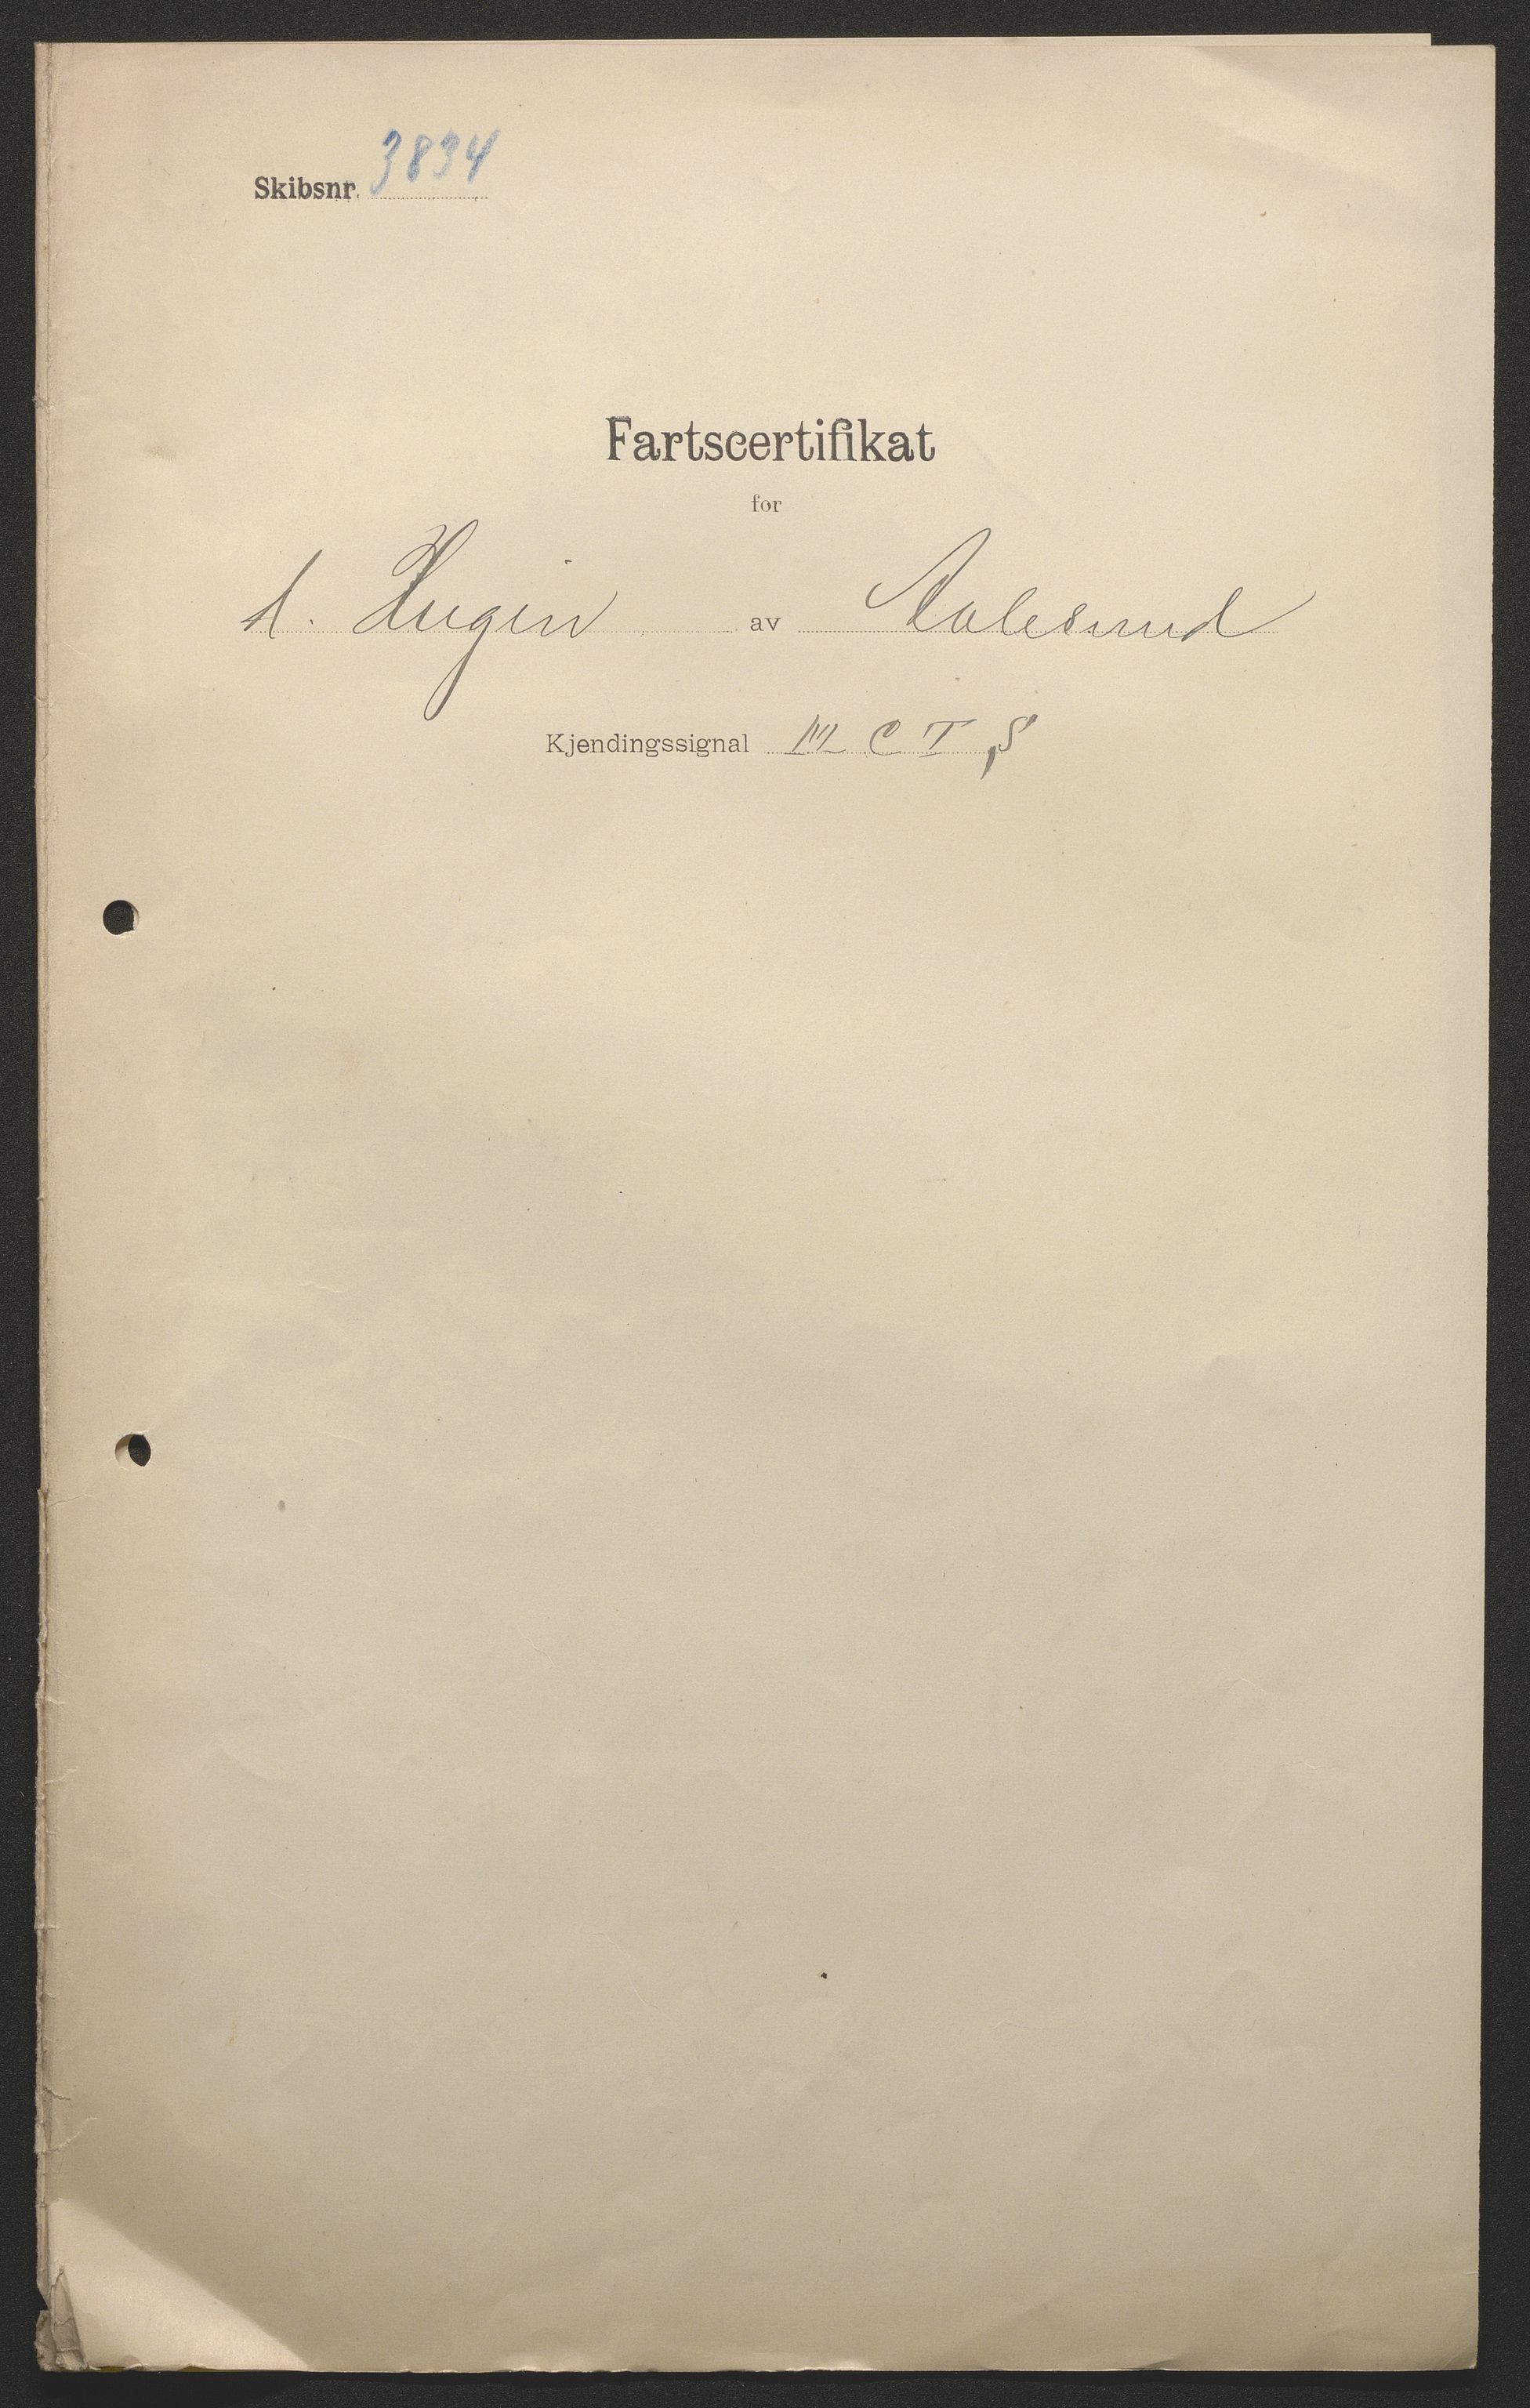 Skibsnr. 3834
Fartscertifikat
for
d. Hugin av Aalesund
Kjendingssignal M C T S